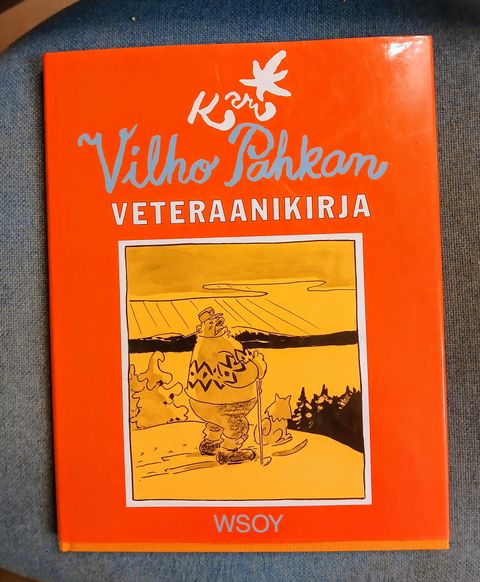 Kari
Vilho Pahkan
VETERAANIKIRJA
WSOY